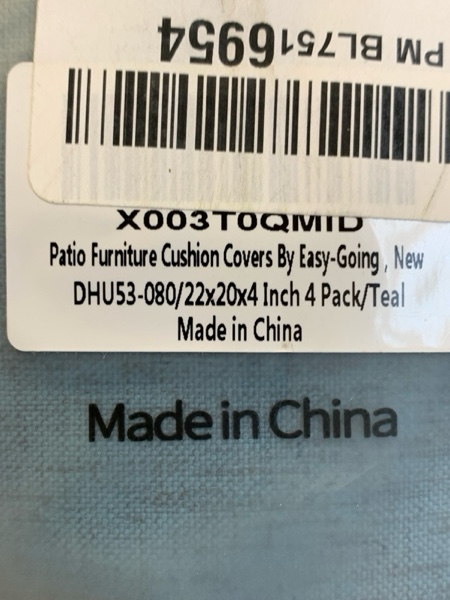 PM BL7516954
X003T0QMID
Patio Furniture Cushion Covers By Easy-Going , New
DHU53-080/22x20x4 Inch 4 Pack/Teal
Made in China
Made in China